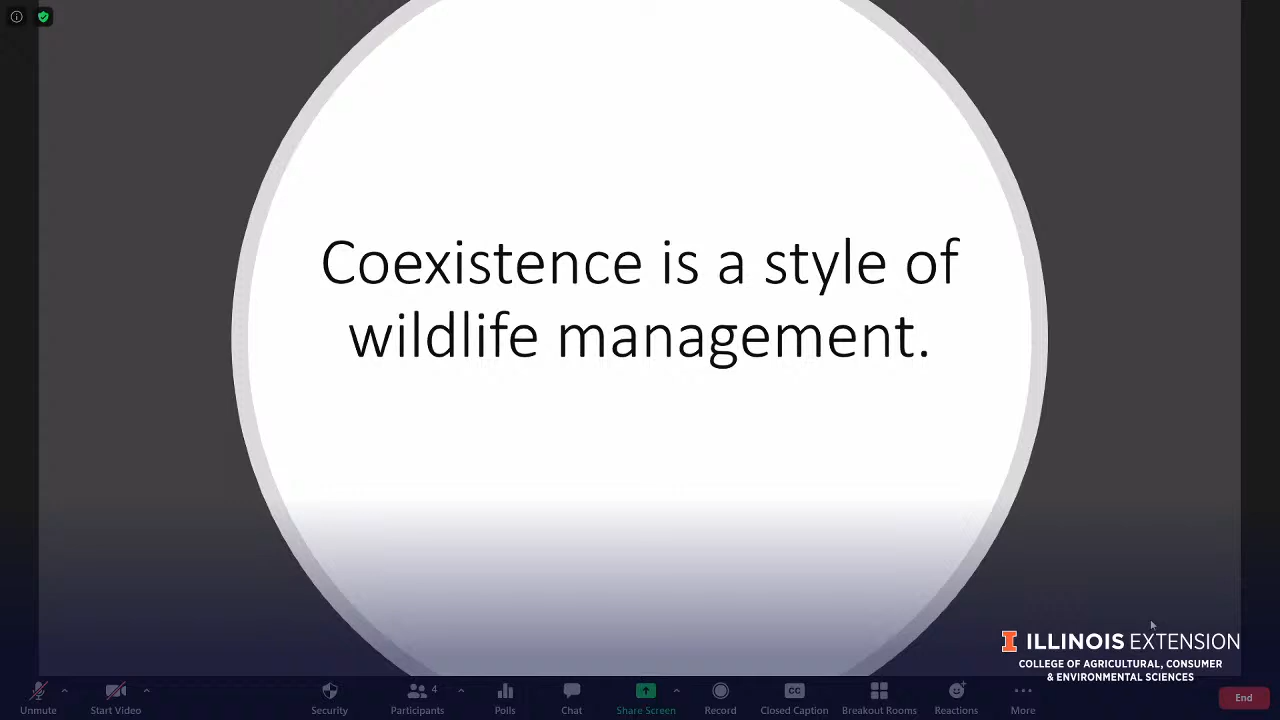 Coexistence is a style of
wildlife management.
I ILLINOIS EXTENSION
COLLEGE OF AGRICULTURAL, CONSUMER
& ENVIRONMENTAL SCIENCES
Unmute
Start Video
Security
4
Participants
Polls
Chat
Share Screen
Record
CC
Closed Caption
Breakout Rooms
Reactions
More
End